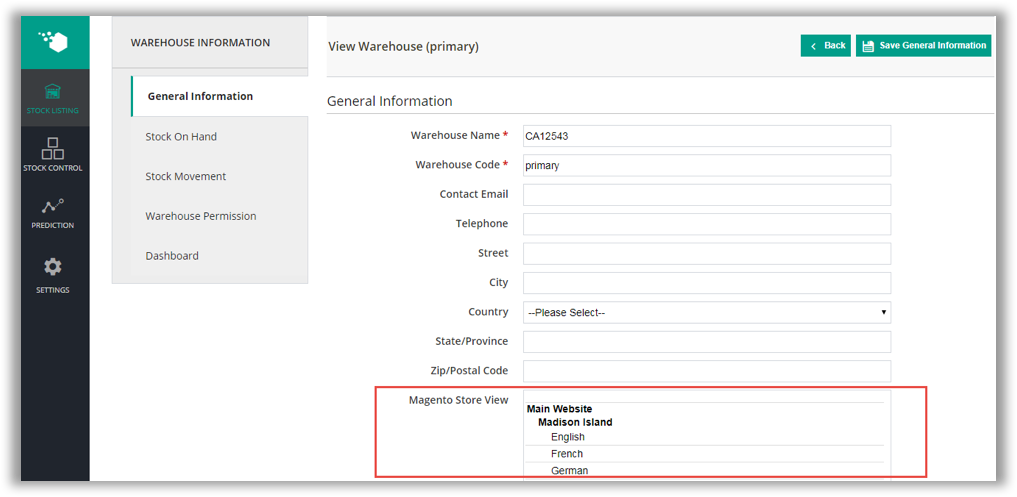 STOCK LISTING
STOCK CONTROL
PREDICTION
SETTINGS
WAREHOUSE INFORMATION
General Information
Stock On Hand
Stock Movement
Warehouse Permission
Dashboard
View Warehouse (primary)
Back
Save General Information
General Information
Warehouse Name * CA12543
Warehouse Code * primary
Contact Email
Telephone
Street
City
Country --Please Select--
State/Province
Zip/Postal Code
Magento Store View
Main Website
Madison Island
English
French
German